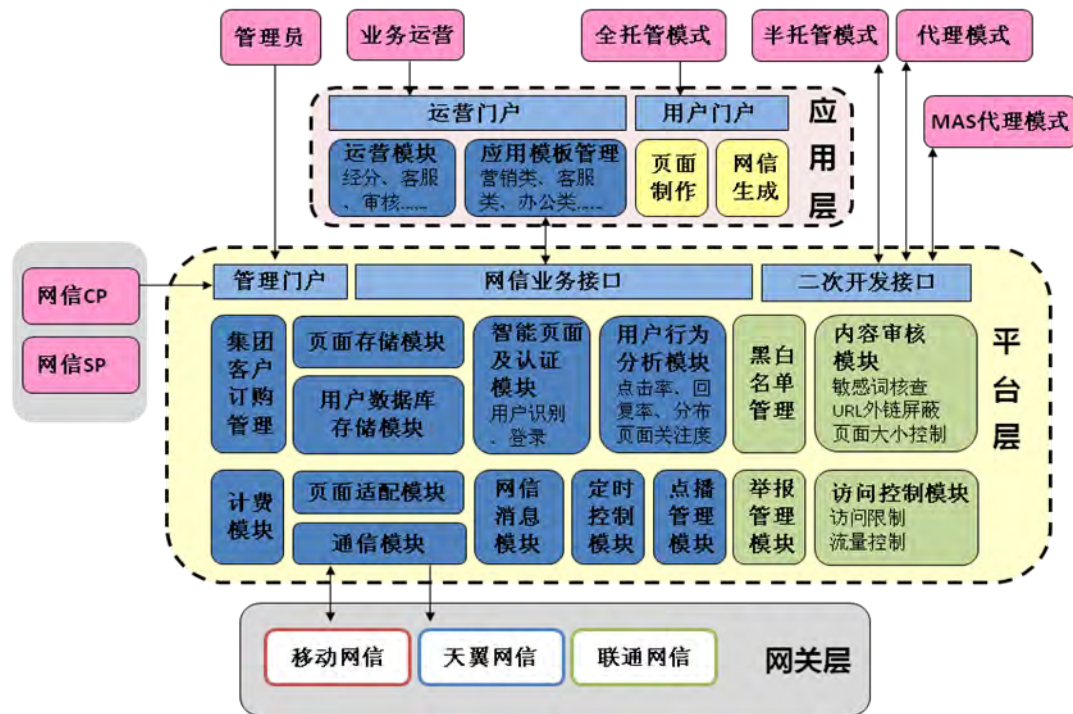 管理员
业务运营
全托管模式
半托管模式
代理模式
MAS代理模式
运营门户
用户门户
应用层
运营模块
经分、客服
、审核……
应用模板管理
营销类、客服
类、办公类……
页面
制作
网信
生成
网信CP
网信SP
管理门户
网信业务接口
二次开发接口
平台层
集团
客户
订购
管理
页面存储模块
用户数据库
存储模块
智能页面
及认证
模块
用户识别
、登录
用户行为
分析模块
点击率、回
复率、分布
页面关注度
黑白
名单
管理
内容审核
模块
敏感词核查
URL外链屏蔽
页面大小控制
计费
模块
页面适配模块
通信模块
网信
消息
模块
定时
控制
模块
点播
管理
模块
举报
管理
模块
访问控制模块
访问限制
流量控制
移动网信
天翼网信
联通网信
网关层